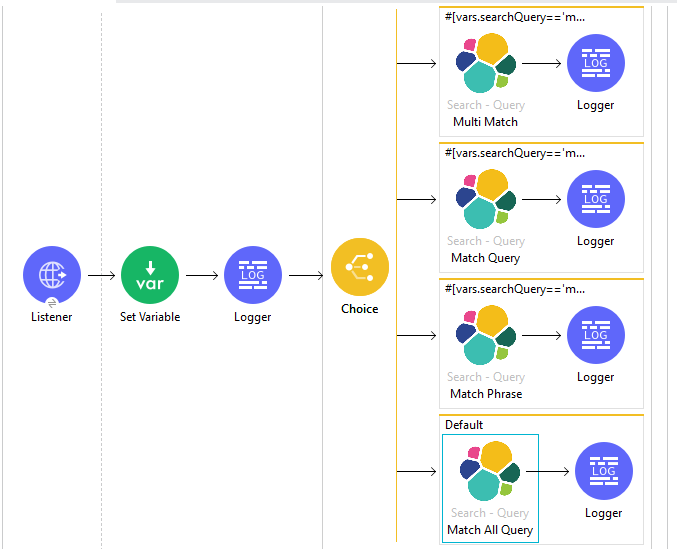 Listener
var
Set Variable
LOG
Logger
Choice
#[vars.searchQuery=='m...
Search - Query
Multi Match
LOG
Logger
#[vars.searchQuery=='m...
Search - Query
Match Query
LOG
Logger
#[vars.searchQuery=='m...
Search - Query
Match Phrase
LOG
Logger
Default
Search - Query
Match All Query
LOG
Logger